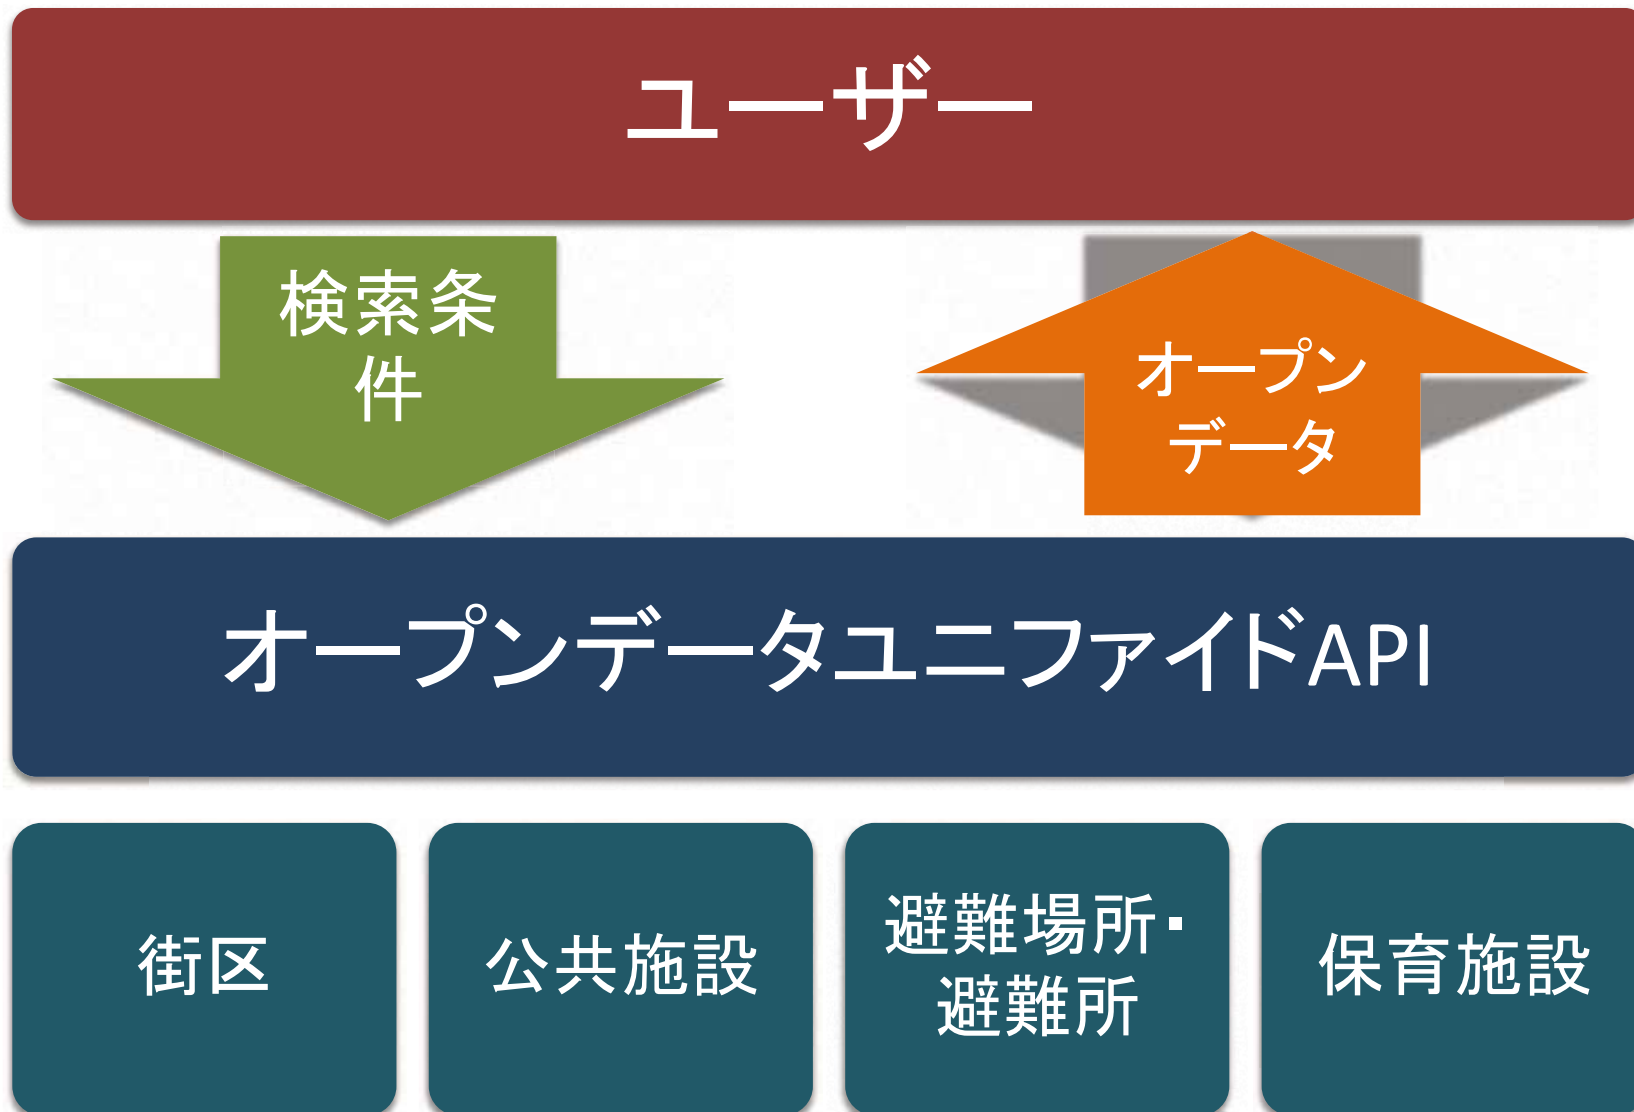 ユーザー
検索条
件
オープン
データ
オープンデータユニファイドAPI
街区
公共施設
避難場所・
避難所
保育施設